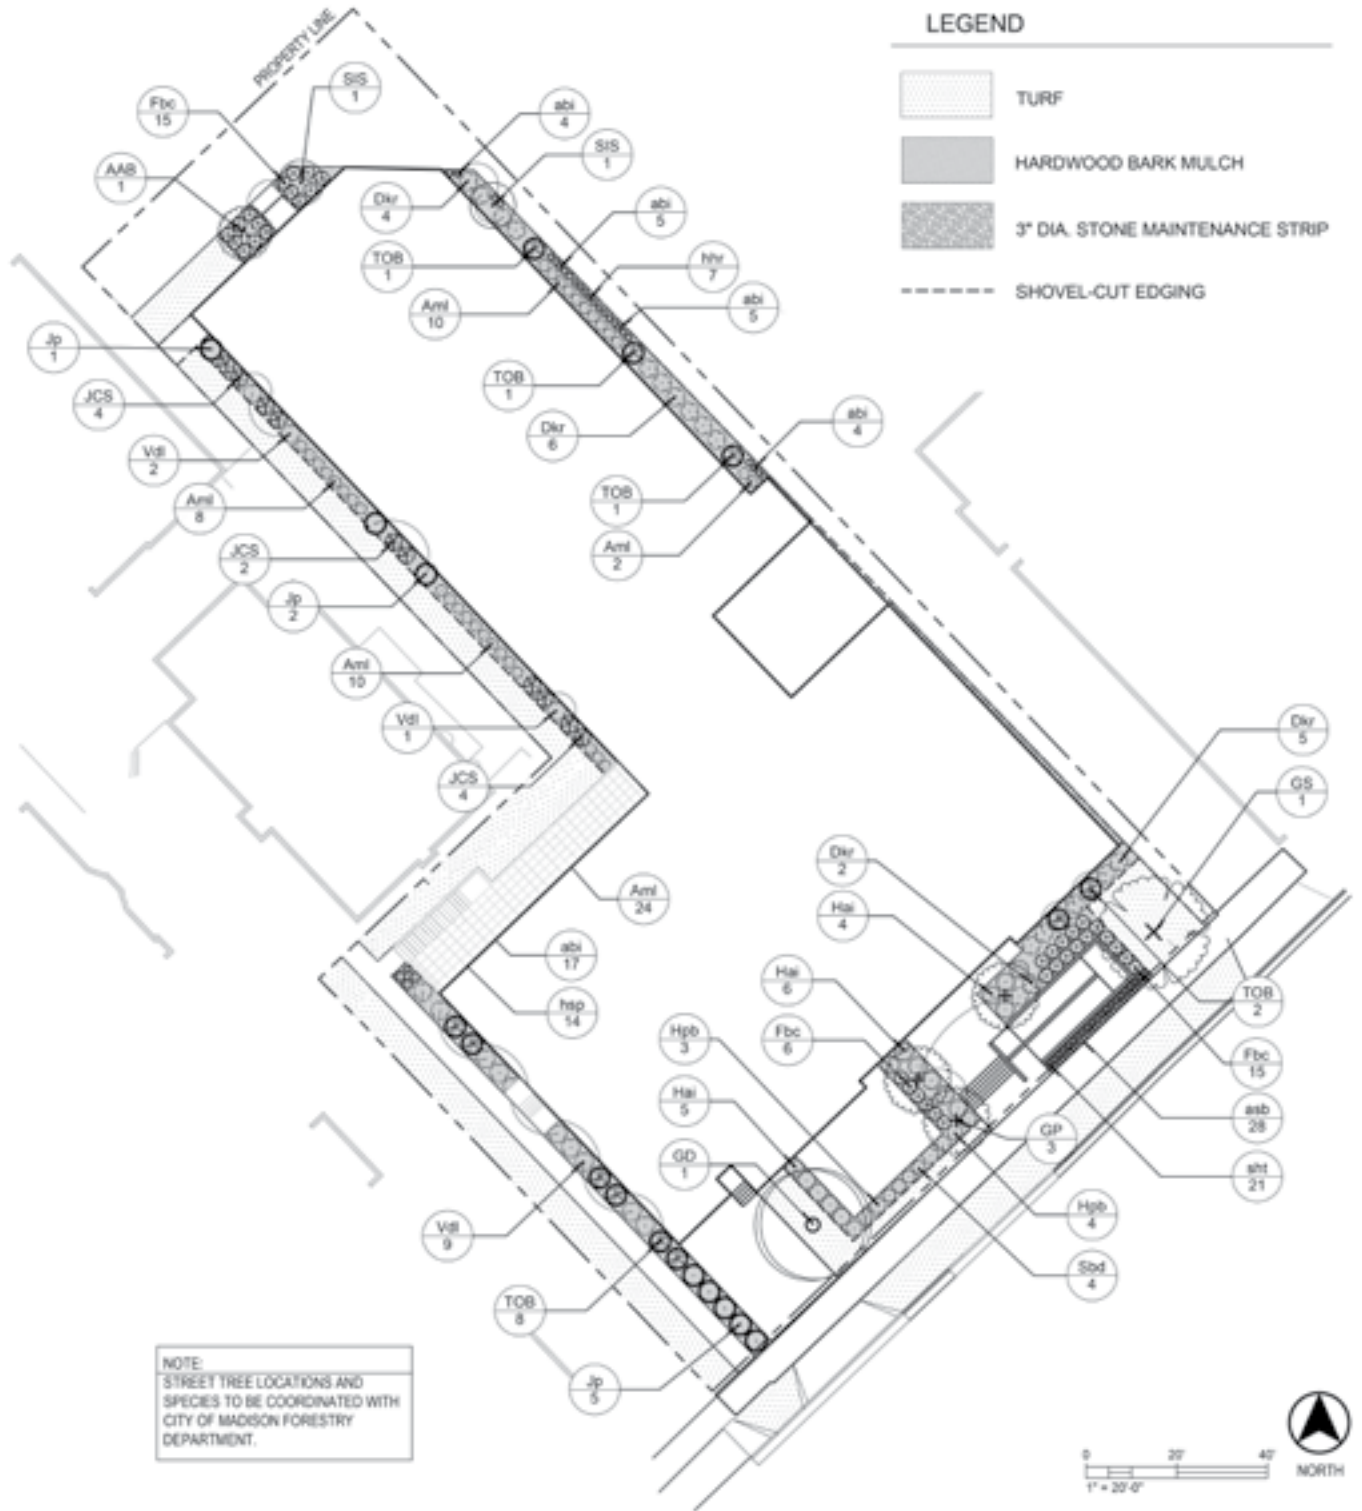 LEGEND
TURF
HARDWOOD BARK MULCH
3" DIA. STONE MAINTENANCE STRIP
SHOVEL-CUT EDGING
PROPERTY LINE
SIS
1
Fbc
15
AAB
1
abi
4
SIS
1
Dkr
4
abi
5
TOB
1
hhr
7
Aml
10
abi
5
Jp
1
TOB
1
JCS
4
Dkr
6
abi
4
Vdl
2
TOB
1
Aml
8
Aml
2
JCS
2
Jp
2
Aml
10
Vdl
1
JCS
4
Dkr
5
GS
1
Dkr
2
Aml
24
Hai
4
abi
17
Hai
6
hsp
14
TOB
2
Hpb
3
Fbc
6
Fbc
15
Hai
5
asb
28
GP
3
GD
1
sht
21
Hpb
4
Vdl
9
Sbd
4
TOB
8
Jp
5
NOTE:
STREET TREE LOCATIONS AND
SPECIES TO BE COORDINATED WITH
CITY OF MADISON FORESTRY
DEPARTMENT.
0 20' 40'
1" = 20'-0"
NORTH